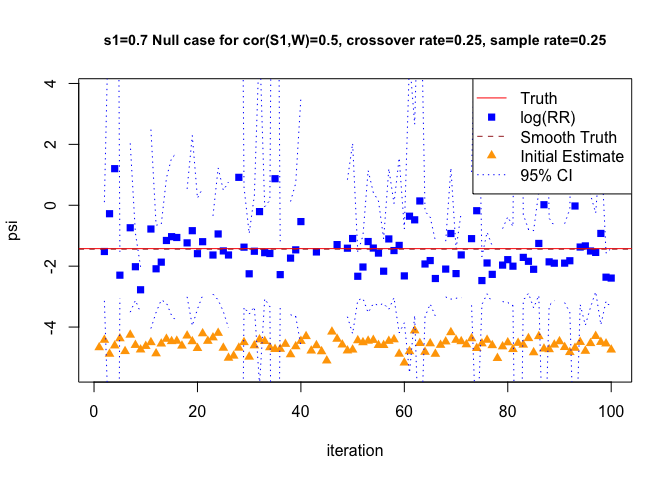 s1=0.7 Null case for cor(S1,W)=0.5, crossover rate=0.25, sample rate=0.25
Truth
log(RR)
Smooth Truth
Initial Estimate
95% CI
psi
4
2
0
-2
-4
0
20
40
60
80
100
iteration